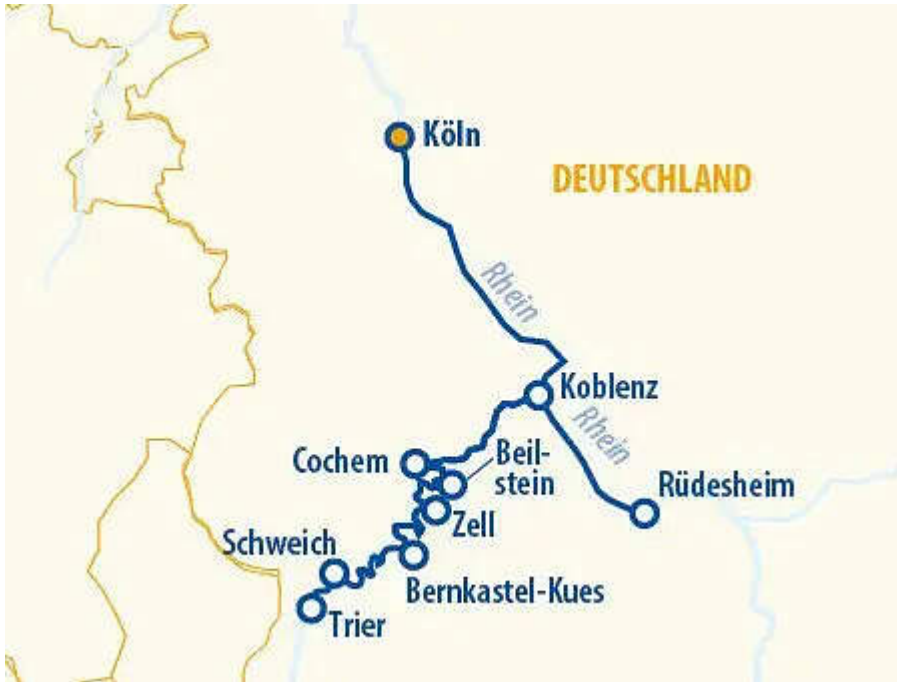 Köln
DEUTSCHLAND
Rhein
Koblenz
Rhein
Cochem
Beil-
stein
Rüdesheim
Zell
Schweich
Bernkastel-Kues
Trier